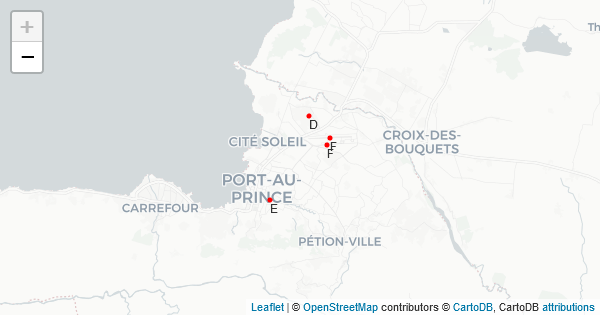 +
−
Th
D
CITÉ SOLEIL
F
F
CROIX-DES-
BOUQUETS
PORT-AU-
PRINCE
CARREFOUR
E
PÉTION-VILLE
Leaflet | © OpenStreetMap contributors © CartoDB, CartoDB attributions